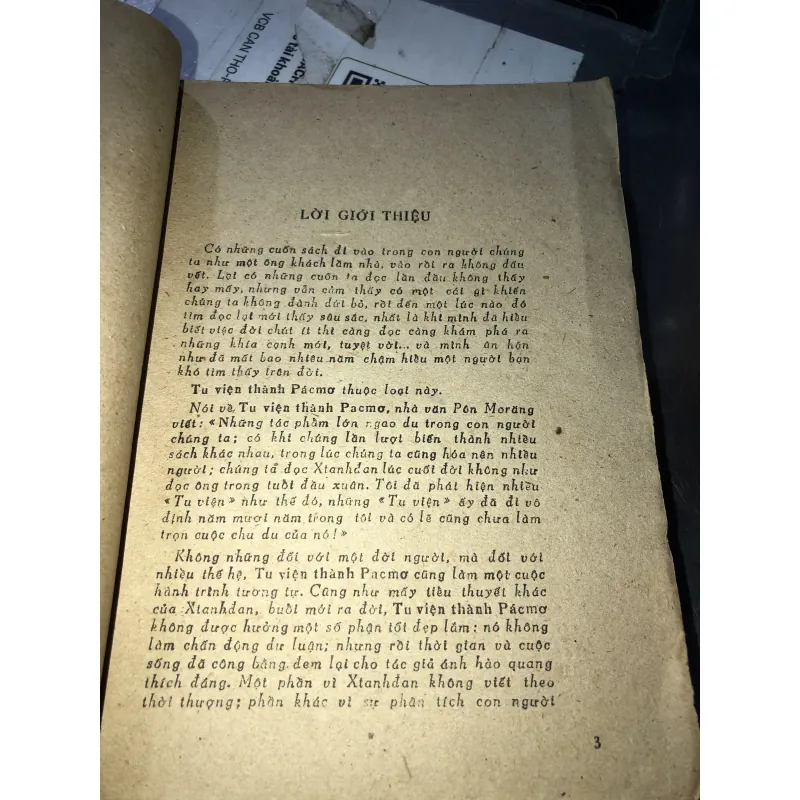 VCB CAN THO-
tài khoả
LỜI GIỚI THIỆU
Có những cuốn sách đi vào trong con người chúng
ta như một ông khách lầm nhà, vào rồi ra không dấu
vết. Lại có những cuốn ta đọc lần đầu không thấy
hay mấy, nhưng vẫn cảm thấy có một cái gì khiến
chúng ta không đành dứt bỏ, rồi đến một lúc nào đó
tìm đọc lại mới thấy sâu sắc, nhất là khi mình đã hiểu
biết việc đời chút ít thì càng đọc càng khám phá ra
những khía cạnh mới, tuyệt vời... và mình ân hận
như đã mất bao nhiêu năm chậm hiểu một người bạn
khó tìm thấy trên đời.
Tu viện thành Pácmơ thuộc loại này.
Nói về Tu viện thành Pacmơ, nhà văn Pôn Morăng
viết: «Những tác phẩm lớn ngao du trong con người
chúng ta; có khi chúng lần lượt biến thành nhiều
sách khác nhau, trong lúc chúng ta cũng hóa nên nhiều
người; chúng tả đọc Xtanhđan lúc cuối đời không như
đọc ông trong tuổi đầu xuân. Tôi đã phát hiện nhiều
«Tu viện» như thế đó, những «Tu viện» ấy đã đi vô
định năm mươi năm trong tôi và có lẽ cũng chưa làm
trọn cuộc chu du của nó!»
Không những đối với một đời người, mà đối với
nhiều thế hệ, Tu viện thành Pacmơ cũng làm một cuộc
hành trình tương tự. Cũng như mấy tiểu thuyết khác
của Xtanhđan, buổi mới ra đời, Tu viện thành Pácmơ
không được hưởng một số phận tốt đẹp lắm: nó không
làm chấn động dư luận; nhưng rồi thời gian và cuộc
sống đã công bằng đem lại cho tác giả ánh hào quang
thích đáng. Một phần vì Xtanhđan không viết theo
thời thượng; phần khác vì sự phân tích con người
3